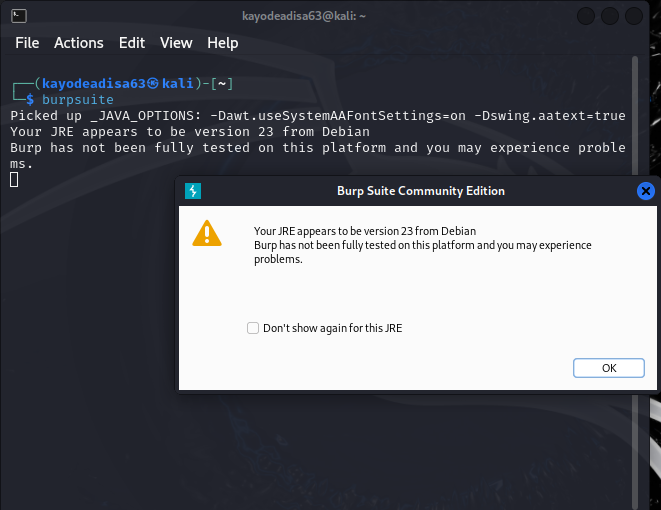 kayodeadisa63@kali: ~
File Actions Edit View Help
┌──(kayodeadisa63㉿kali)-[~]
└─$ burpsuite
Picked up _JAVA_OPTIONS: -Dawt.useSystemAAFontSettings=on -Dswing.aatext=true
Your JRE appears to be version 23 from Debian
Burp has not been fully tested on this platform and you may experience proble
ms.
Burp Suite Community Edition
Your JRE appears to be version 23 from Debian
Burp has not been fully tested on this platform and you may experience
problems.
Don't show again for this JRE
OK